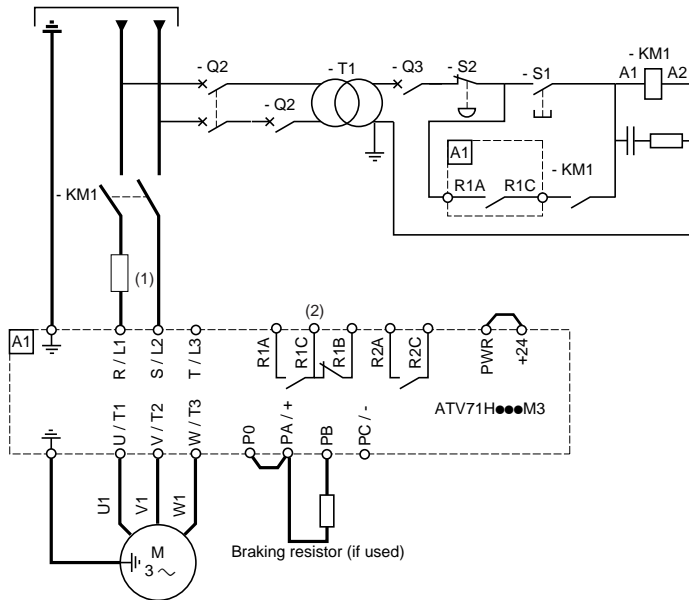 - Q2
- T1
- Q3
- S2
- S1
- KM1
A1
A2
- Q2
A1
R1A
R1C
- KM1
- KM1
(1)
(2)
A1
R / L1
S / L2
T / L3
R1A
R1C
R1B
R2A
R2C
PWR
+24
ATV71H●●●M3
U / T1
V / T2
W / T3
P0
PA / +
PB
PC / -
U1
V1
W1
M
3 ~
Braking resistor (if used)